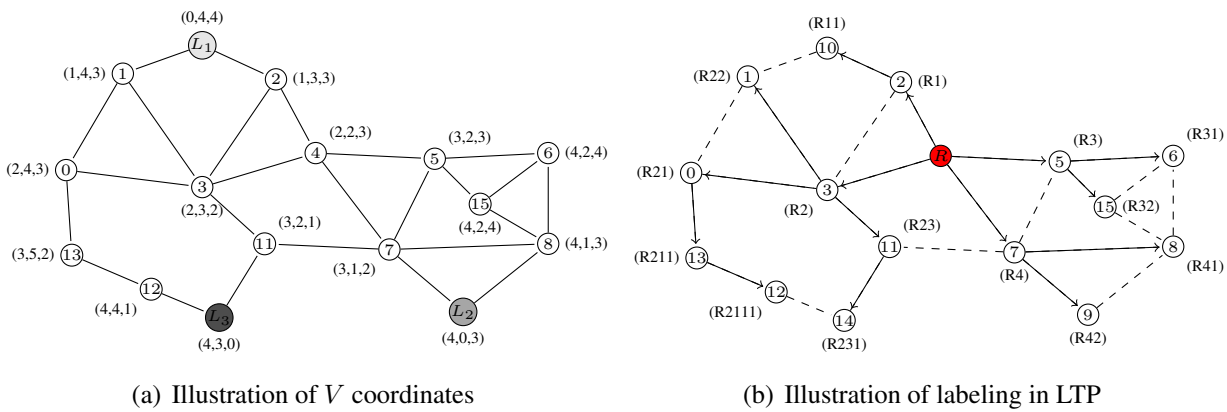 (0,4,4)
L1
(1,4,3)
1
2
(1,3,3)
(2,2,3)
4
(3,2,3)
5
6
(4,2,4)
(2,4,3)
0
3
(2,3,2)
15
(4,2,4)
(3,2,1)
11
7
(3,1,2)
8
(4,1,3)
(3,5,2)
13
12
(4,4,1)
L3
(4,3,0)
L2
(4,0,3)
(a) Illustration of V coordinates
(R11)
10
(R22)
1
2
(R1)
R
(R3)
5
(R31)
6
(R21)
0
3
(R2)
15
(R32)
(R23)
11
7
(R4)
8
(R41)
(R211)
13
12
(R2111)
14
(R231)
9
(R42)
(b) Illustration of labeling in LTP